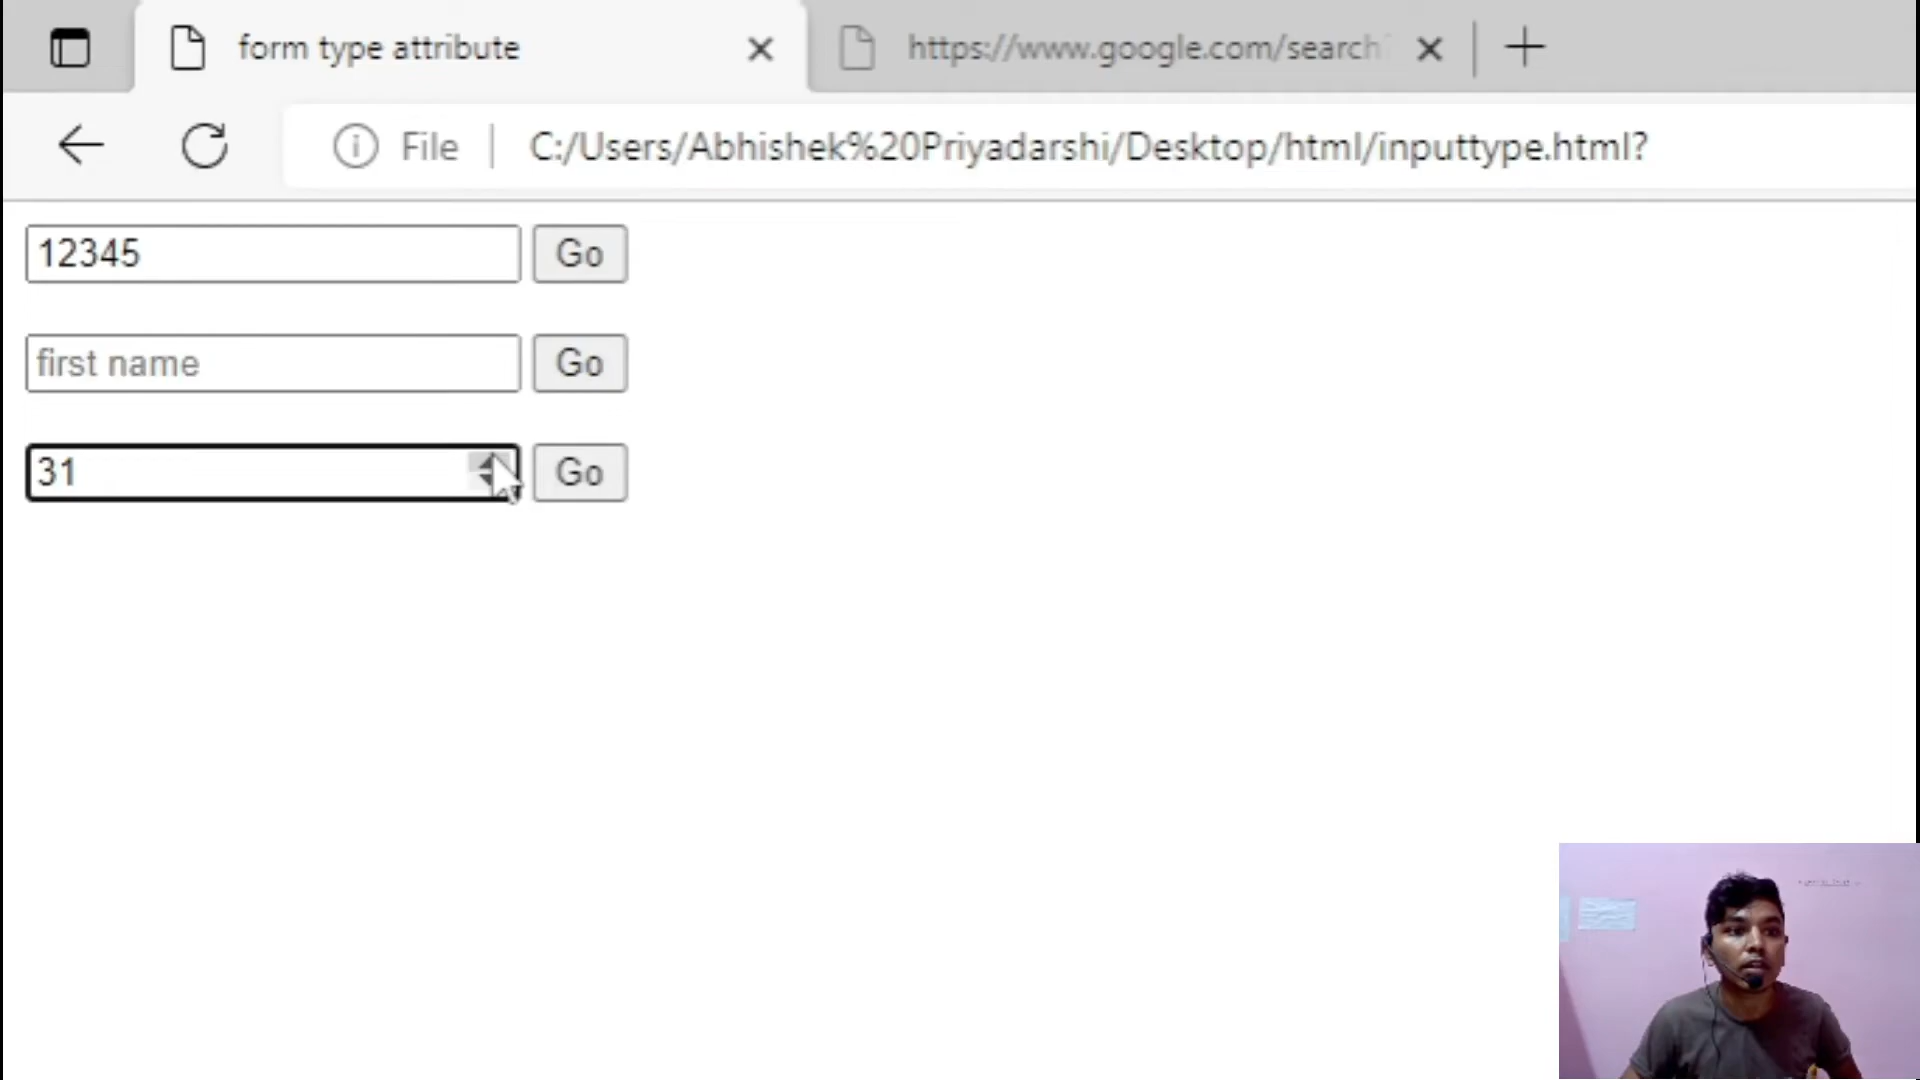 form type attribute
https://www.google.com/search
File
C:/Users/Abhishek%20Priyadarshi/Desktop/html/inputtype.html?
12345 Go
first name Go
31 Go